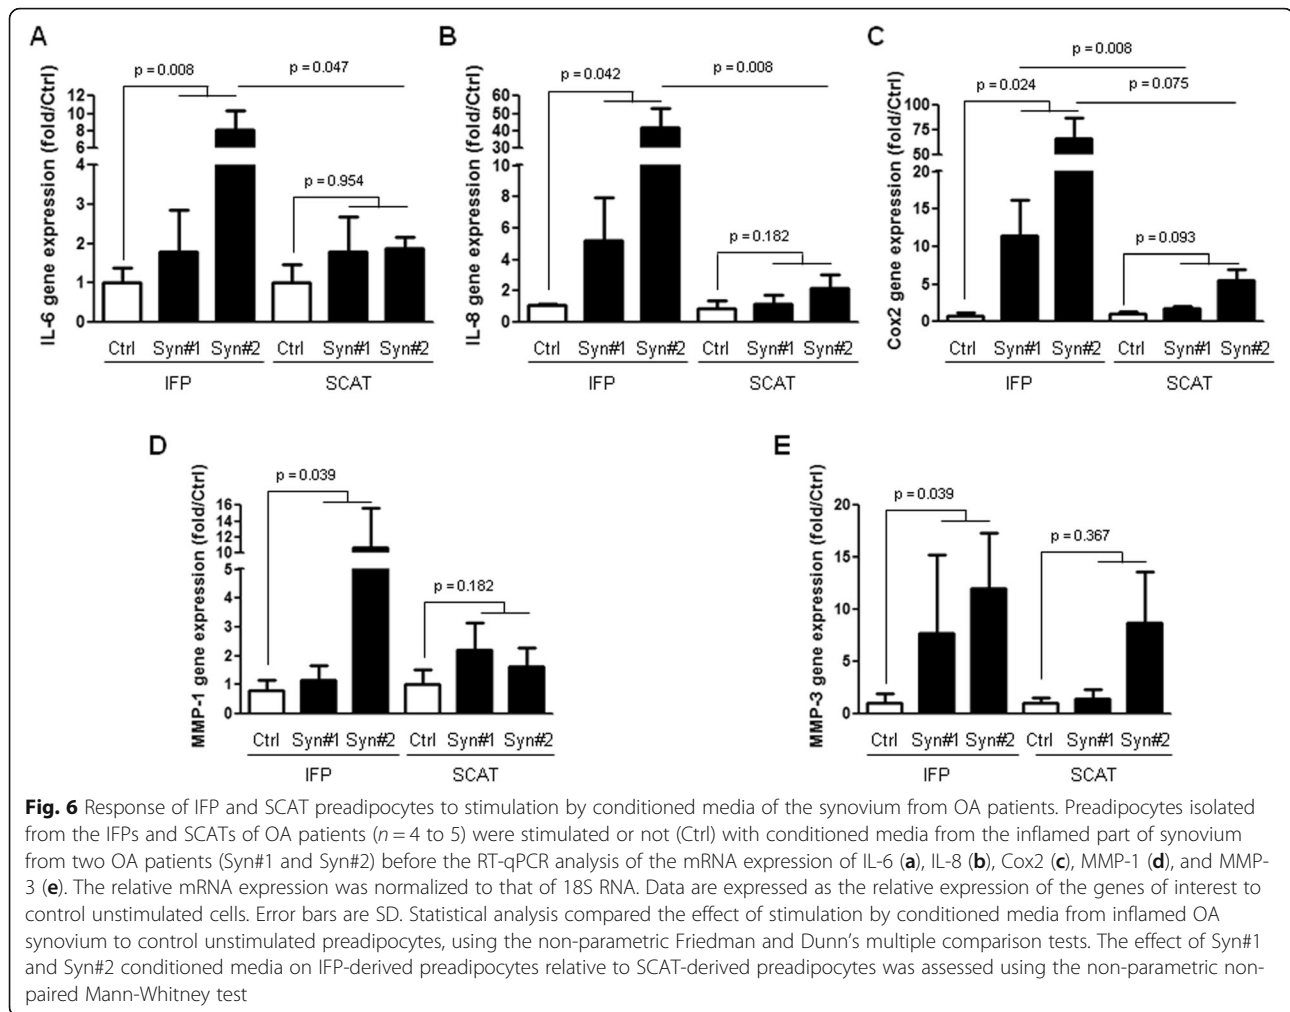 A
B
C
p = 0.008
p = 0.047
p = 0.042
p = 0.008
p = 0.008
p = 0.024
p = 0.075
IL-6 gene expression (fold/Ctrl)
12
10
8
6
4
3
2
1
0
p = 0.954
Ctrl Syn#1 Syn#2 Ctrl Syn#1 Syn#2
IFP SCAT
IL-8 gene expression (fold/Ctrl)
60
50
40
30
10
8
6
4
2
0
p = 0.182
Ctrl Syn#1 Syn#2 Ctrl Syn#1 Syn#2
IFP SCAT
Cox2 gene expression (fold/Ctrl)
100
75
50
20
15
10
5
0
p = 0.093
Ctrl Syn#1 Syn#2 Ctrl Syn#1 Syn#2
IFP SCAT
D
p = 0.039
MMP-1 gene expression (fold/Ctrl)
16
14
12
10
5
4
3
2
1
0
p = 0.182
Ctrl Syn#1 Syn#2 Ctrl Syn#1 Syn#2
IFP SCAT
E
MMP-3 gene expression (fold/Ctrl)
20
15
10
5
0
p = 0.039
p = 0.367
Ctrl Syn#1 Syn#2 Ctrl Syn#1 Syn#2
IFP SCAT
Fig. 6 Response of IFP and SCAT preadipocytes to stimulation by conditioned media of the synovium from OA patients. Preadipocytes isolated
from the IFPs and SCATs of OA patients (n = 4 to 5) were stimulated or not (Ctrl) with conditioned media from the inflamed part of synovium
from two OA patients (Syn#1 and Syn#2) before the RT-qPCR analysis of the mRNA expression of IL-6 (a), IL-8 (b), Cox2 (c), MMP-1 (d), and MMP-
3 (e). The relative mRNA expression was normalized to that of 18S RNA. Data are expressed as the relative expression of the genes of interest to
control unstimulated cells. Error bars are SD. Statistical analysis compared the effect of stimulation by conditioned media from inflamed OA
synovium to control unstimulated preadipocytes, using the non-parametric Friedman and Dunn's multiple comparison tests. The effect of Syn#1
and Syn#2 conditioned media on IFP-derived preadipocytes relative to SCAT-derived preadipocytes was assessed using the non-parametric non-
paired Mann-Whitney test